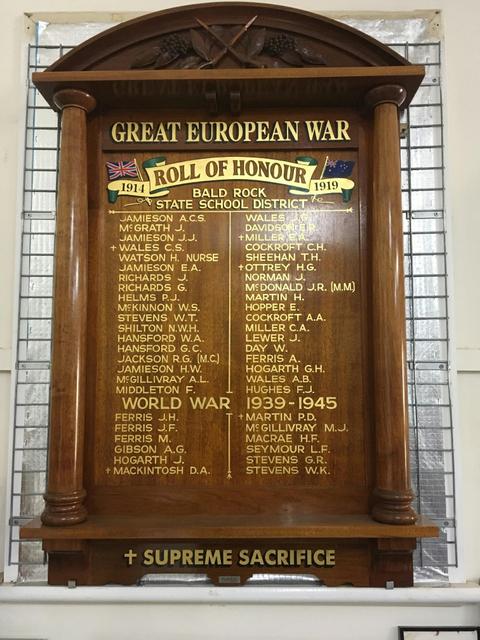 GREAT EUROPEAN WAR
ROLL OF HONOUR
1914 1919
BALD ROCK
STATE SCHOOL DISTRICT
JAMIESON A.C.S.
McGRATH J.
JAMIESON J.J.
+WALES C.S.
WATSON H. NURSE
JAMIESON E.A.
RICHARDS J.
RICHARDS G.
HELMS P.J.
McKINNON W.S.
STEVENS W.T.
SHILTON N.W.H.
HANSFORD W.A.
HANSFORD G.C.
JACKSON R.G. (M.C.)
JAMIESON H.W.
McGILLIVRAY A.L.
MIDDLETON F.
WALES
DAVIDSON E.R.
+MILLER E.A.
COCKROFT C.H.
SHEEHAN T.H.
+OTTREY H.G.
NORMAN J.
McDONALD J.R. (M.M)
MARTIN H.
HOPPER E.
COCKROFT A.A.
MILLER C.A.
LEWER J.
DAY W.
FERRIS A.
HOGARTH G.H.
WALES A.B.
HUGHES F.J.
WORLD WAR 1939-1945
FERRIS J.H.
FERRIS J.F.
FERRIS M.
GIBSON A.G.
HOGARTH J.
+MACKINTOSH D.A.
+MARTIN P.D.
McGILLIVRAY M.J.
MACRAE H.F.
SEYMOUR L.F.
STEVENS G.R.
STEVENS W.K.
+ SUPREME SACRIFICE